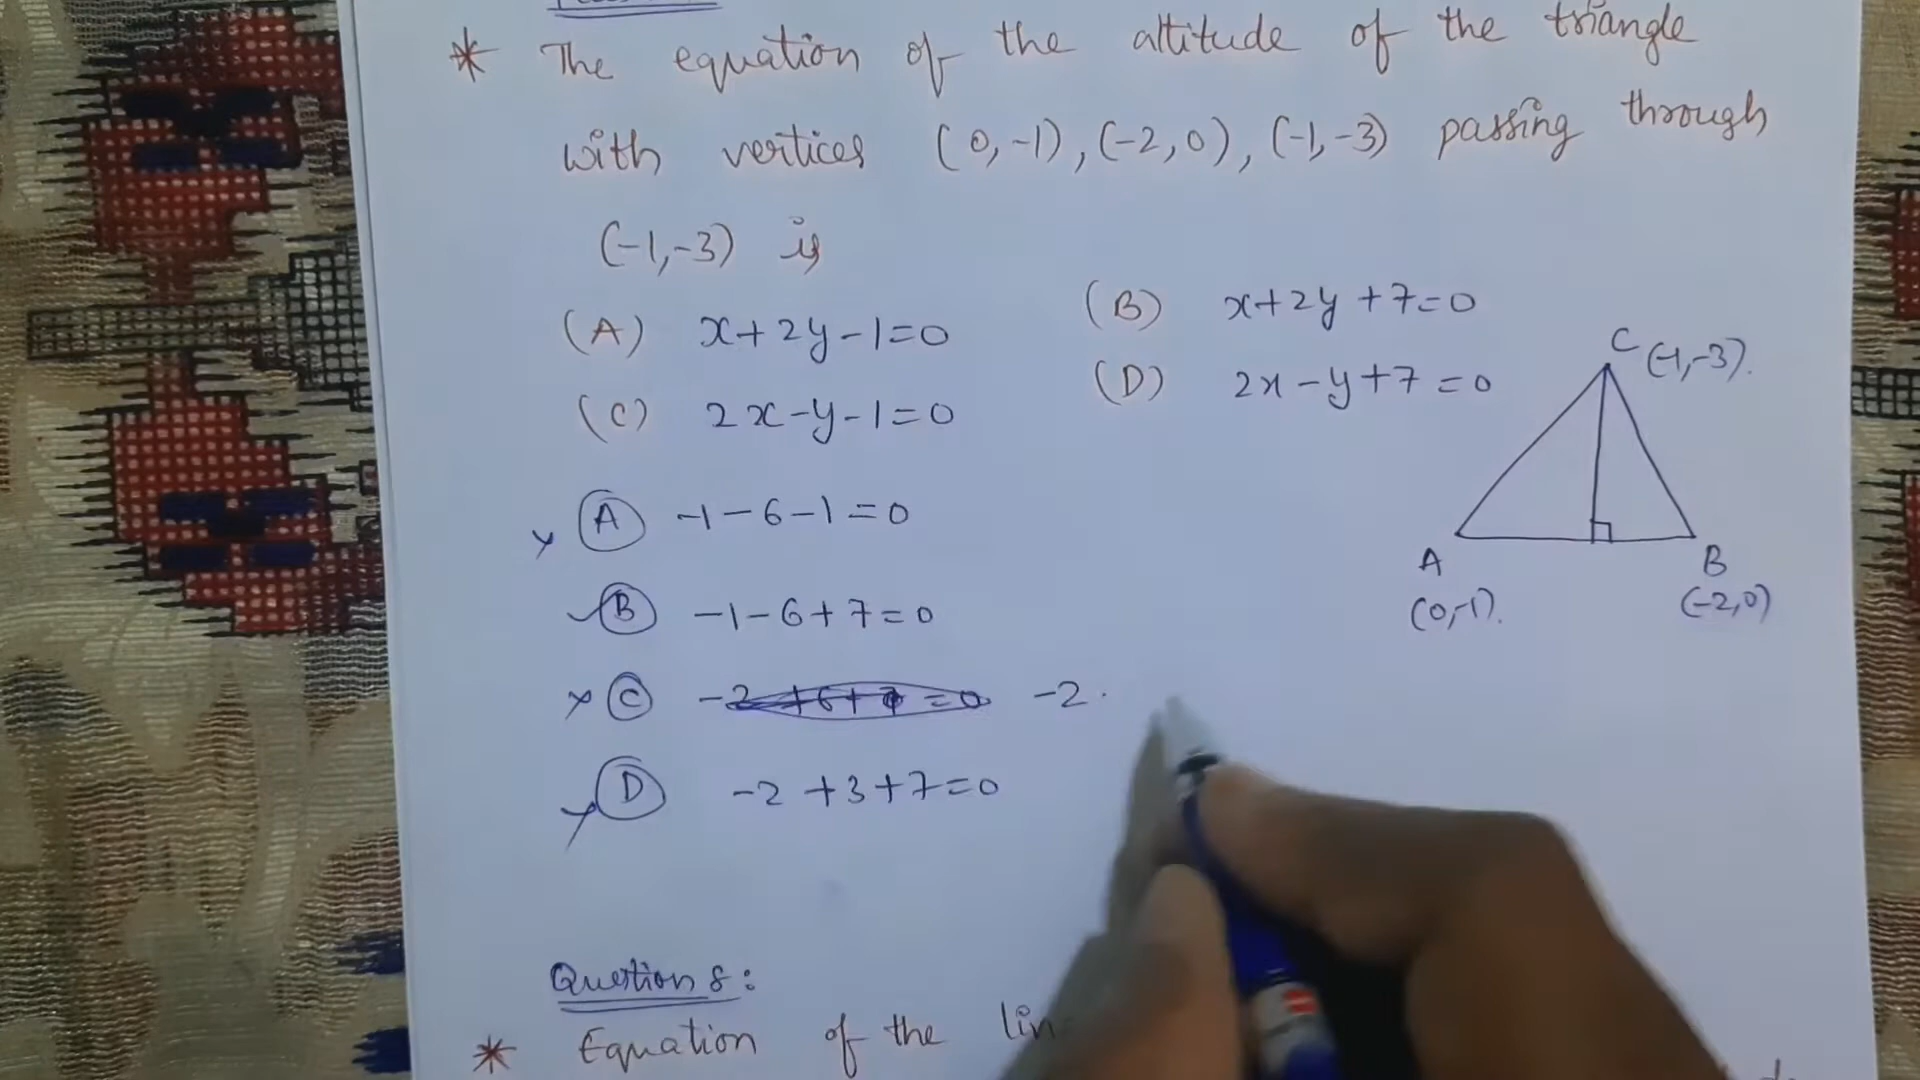 * The equation of the altitude of the triangle
with vertices (0,-1), (-2,0), (-1,-3) passing through
(-1,-3) is
(A) x+2y-1=0 (B) x+2y+7=0
(C) 2x-y-1=0 (D) 2x-y+7=0
C (-1,-3).
A B
(0,-1). (-2,0)
x A -1-6-1=0
B -1-6+7=0
x C -2+6+7=0 -2
x D -2+3+7=0
Question 8:
* Equation of the